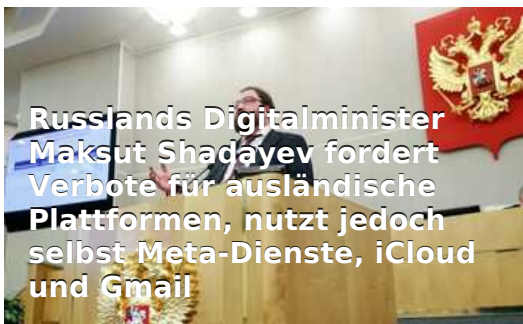 Russlands Digitalminister
Maksut Shadayev fordert
Verbote für ausländische
Plattformen, nutzt jedoch
selbst Meta-Dienste, iCloud
und Gmail